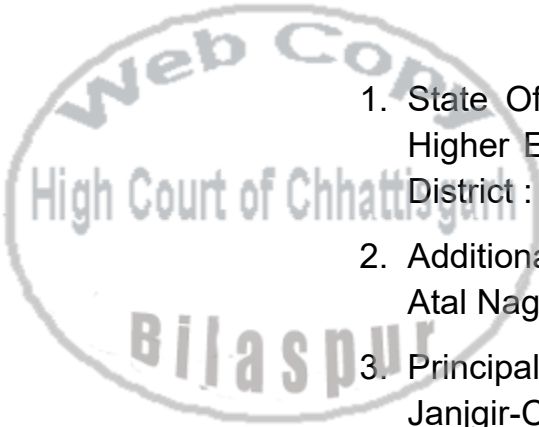 Web Copy
1. State Of
Higher E
High Court of Chhattisgarh
District :
2. Additiona
Atal Nag
Bilaspur
3. Principal
Janjgir-C